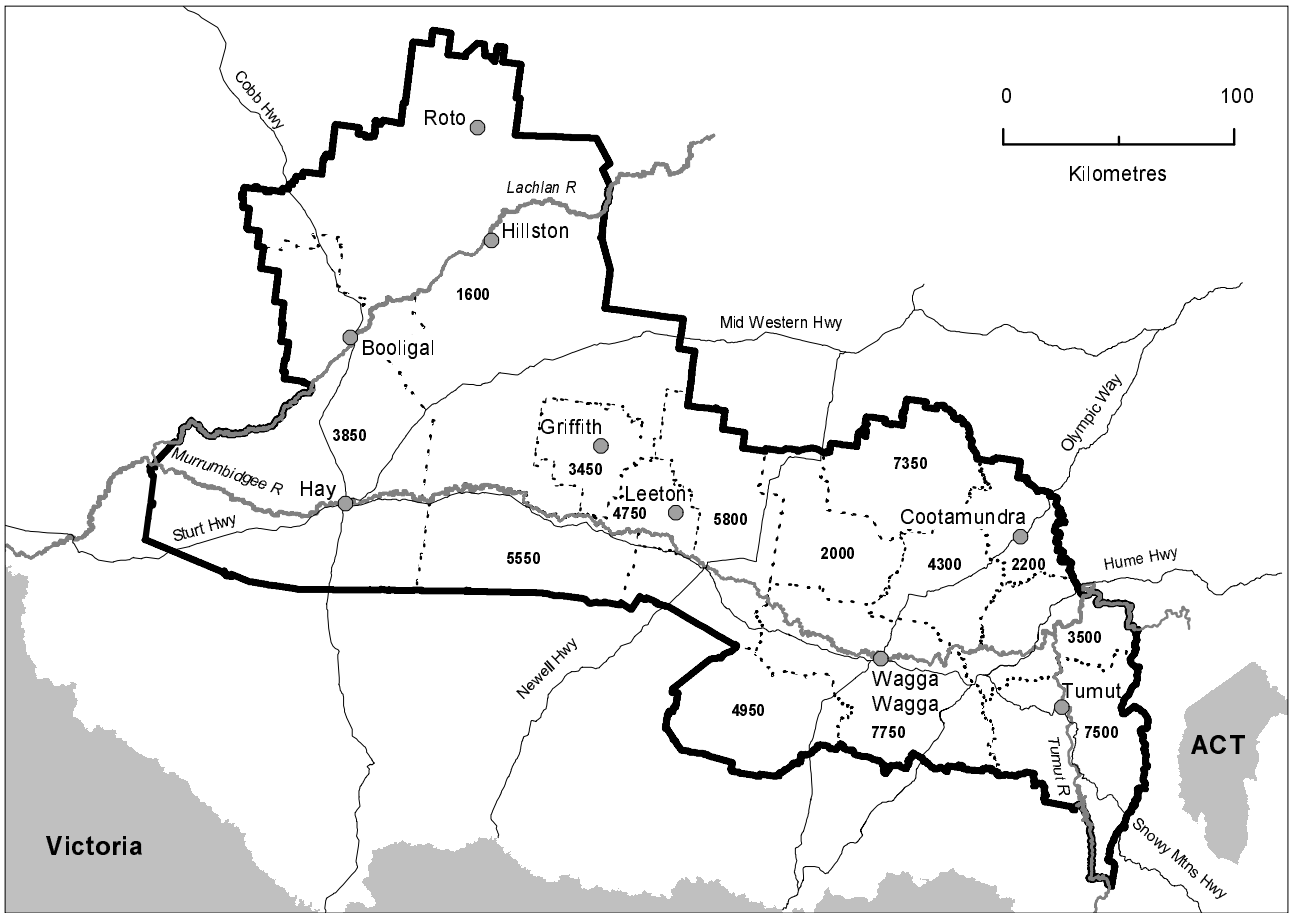 0 100
Kilometres
Cobb Hwy
Roto
Lachlan R
Hillston
1600
Mid Western Hwy
Booligal
Olympic Way
3850
Griffith
3450
7350
Murrumbidgee R
Hay
Leeton
4750
5800
Cootamundra
Sturt Hwy
5550
2000
4300
2200
Hume Hwy
3500
Newell Hwy
Wagga
Wagga
Tumut
4950
7750
7500
ACT
Tumut R
Snowy Mtns Hwy
Victoria